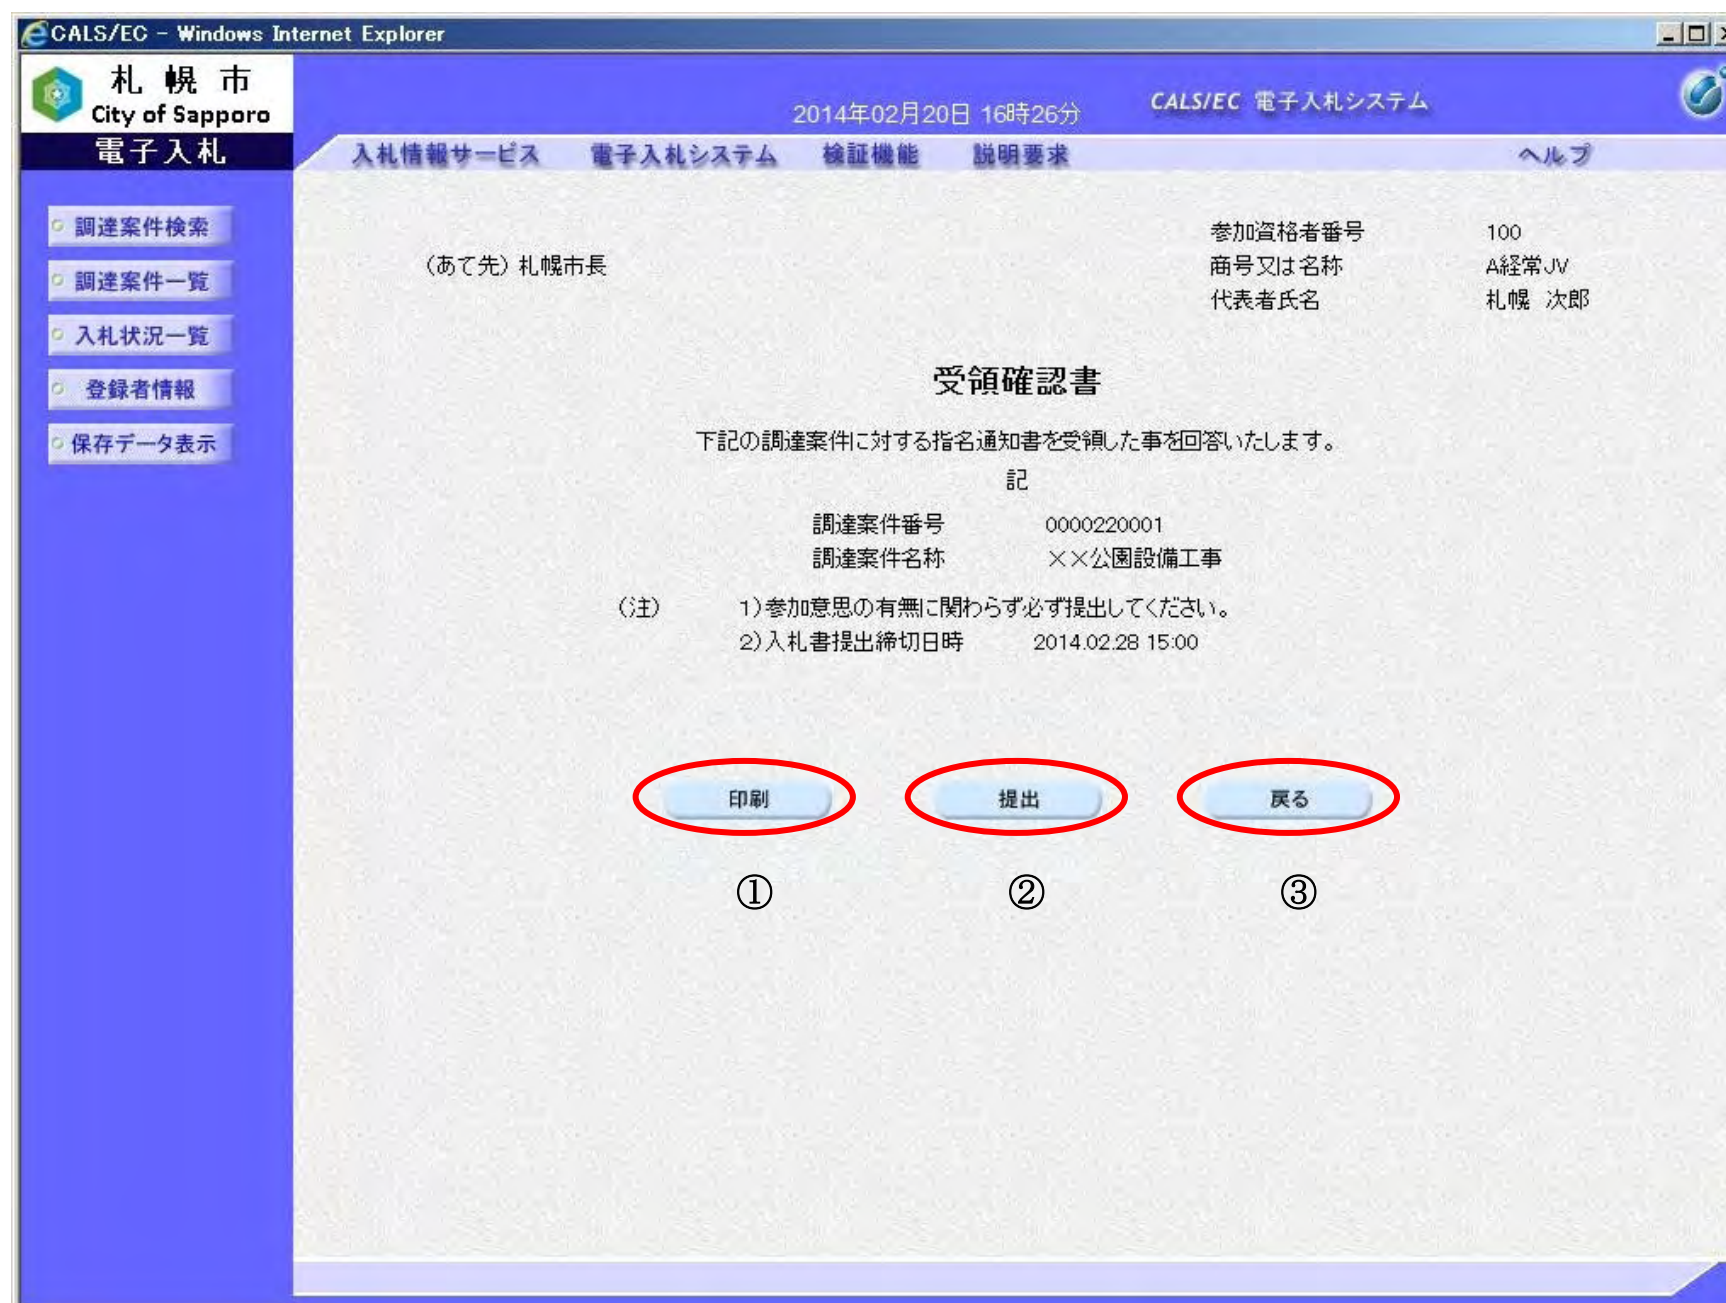 CALS/EC - Windows Internet Explorer
札幌市
City of Sapporo
2014年02月20日 16時26分
CALS/EC 電子入札システム
電子入札
入札情報サービス 電子入札システム 検証機能 説明要求 ヘルプ
調達案件検索
調達案件一覧
入札状況一覧
登録者情報
保存データ表示
参加資格者番号 100
(あて先)札幌市長
商号又は名称 A経常JV
代表者氏名 札幌 次郎
受領確認書
下記の調達案件に対する指名通知書を受領した事を回答いたします。
記
調達案件番号 0000220001
調達案件名称 ××公園設備工事
(注) 1)参加意思の有無に関わらず必ず提出してください。
2)入札書提出締切日時 2014.02.28 15:00
印刷 提出 戻る
① ② ③